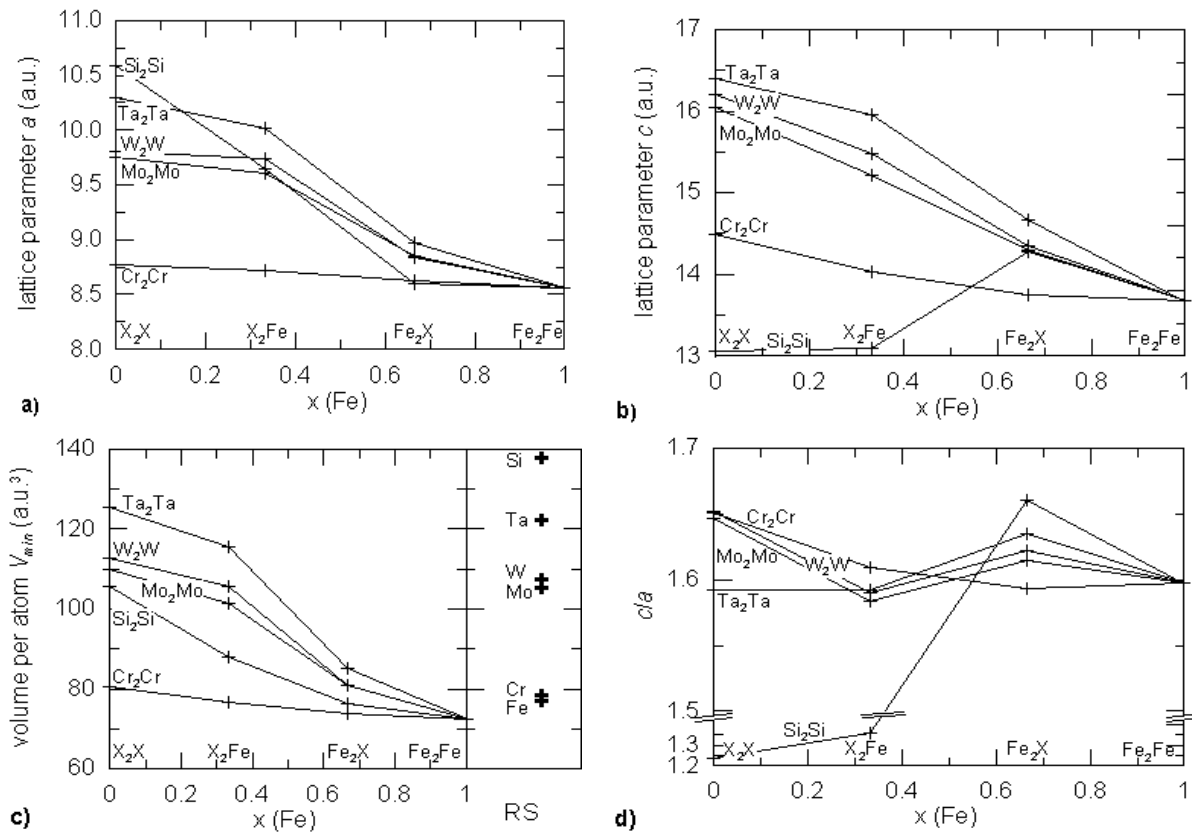 11.0
10.5
10.0
9.5
9.0
8.5
8.0
lattice parameter a (a.u.)
Si₂Si
Ta₂Ta
W₂W
Mo₂Mo
Cr₂Cr
X₂X X₂Fe Fe₂X Fe₂Fe
0 0.2 0.4 0.6 0.8 1
x (Fe)
a)
17
16
15
14
13
lattice parameter c (a.u.)
Ta₂Ta
W₂W
Mo₂Mo
Cr₂Cr
X₂X Si₂Si X₂Fe Fe₂X Fe₂Fe
0 0.2 0.4 0.6 0.8 1
x (Fe)
b)
140
120
100
80
60
volume per atom Vmin (a.u.³)
Ta₂Ta
W₂W
Mo₂Mo
Si₂Si
Cr₂Cr
X₂X X₂Fe Fe₂X Fe₂Fe
0 0.2 0.4 0.6 0.8 1
x (Fe)
Si
Ta
W
Mo
Cr
Fe
RS
c)
1.7
1.6
1.5
1.3
1.2
c/a
Cr₂Cr
Mo₂Mo
W₂W
Ta₂Ta
Si₂Si
X₂X X₂Fe Fe₂X Fe₂Fe
0 0.2 0.4 0.6 0.8 1
x (Fe)
d)